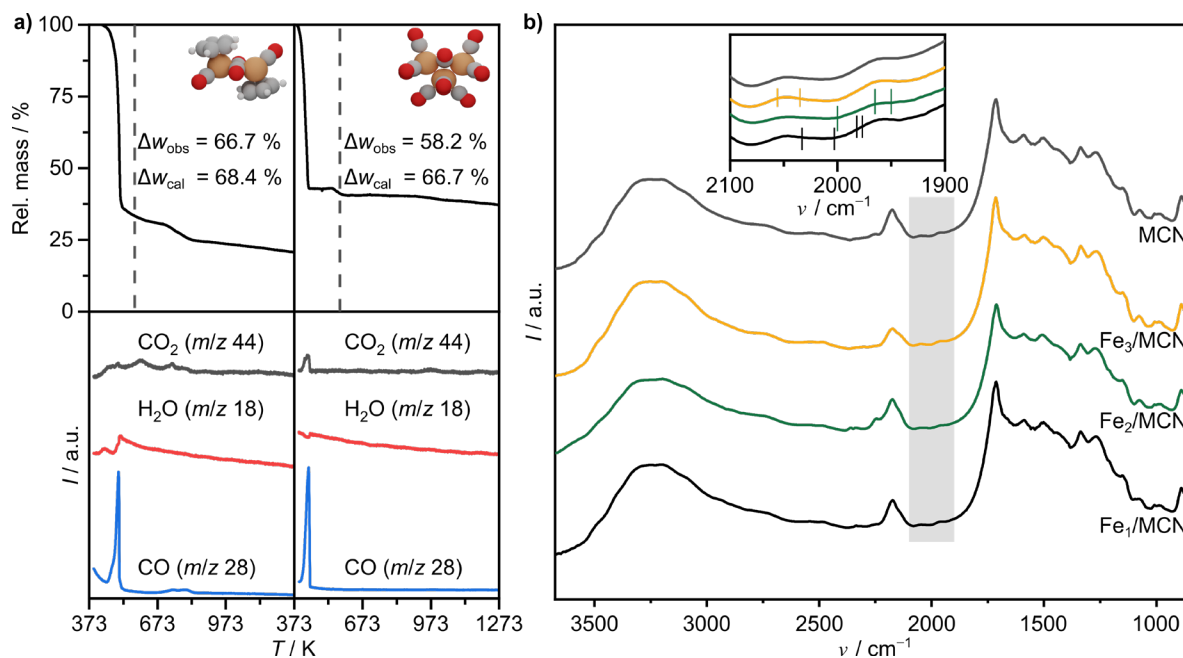 a)
100
75
50
25
0
Rel. mass / %
Δw_obs = 66.7 %
Δw_cal = 68.4 %
Δw_obs = 58.2 %
Δw_cal = 66.7 %
CO₂ (m/z 44)
H₂O (m/z 18)
CO (m/z 28)
CO₂ (m/z 44)
H₂O (m/z 18)
CO (m/z 28)
I / a.u.
373 673 973 373 673 973 1273
T / K
b)
2100 2000 1900
ν / cm⁻¹
MCN
Fe₃/MCN
Fe₂/MCN
Fe₁/MCN
I / a.u.
3500 3000 2500 2000 1500 1000
ν / cm⁻¹